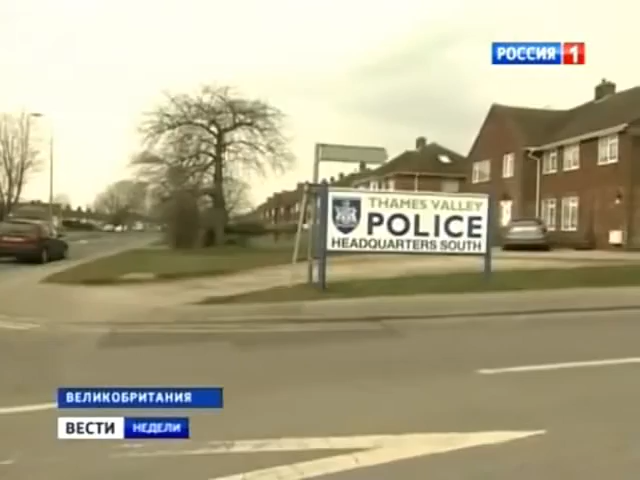 РОССИЯ 1
THAMES VALLEY
POLICE
HEADQUARTERS SOUTH
ВЕЛИКОБРИТАНИЯ
ВЕСТИ НЕДЕЛИ